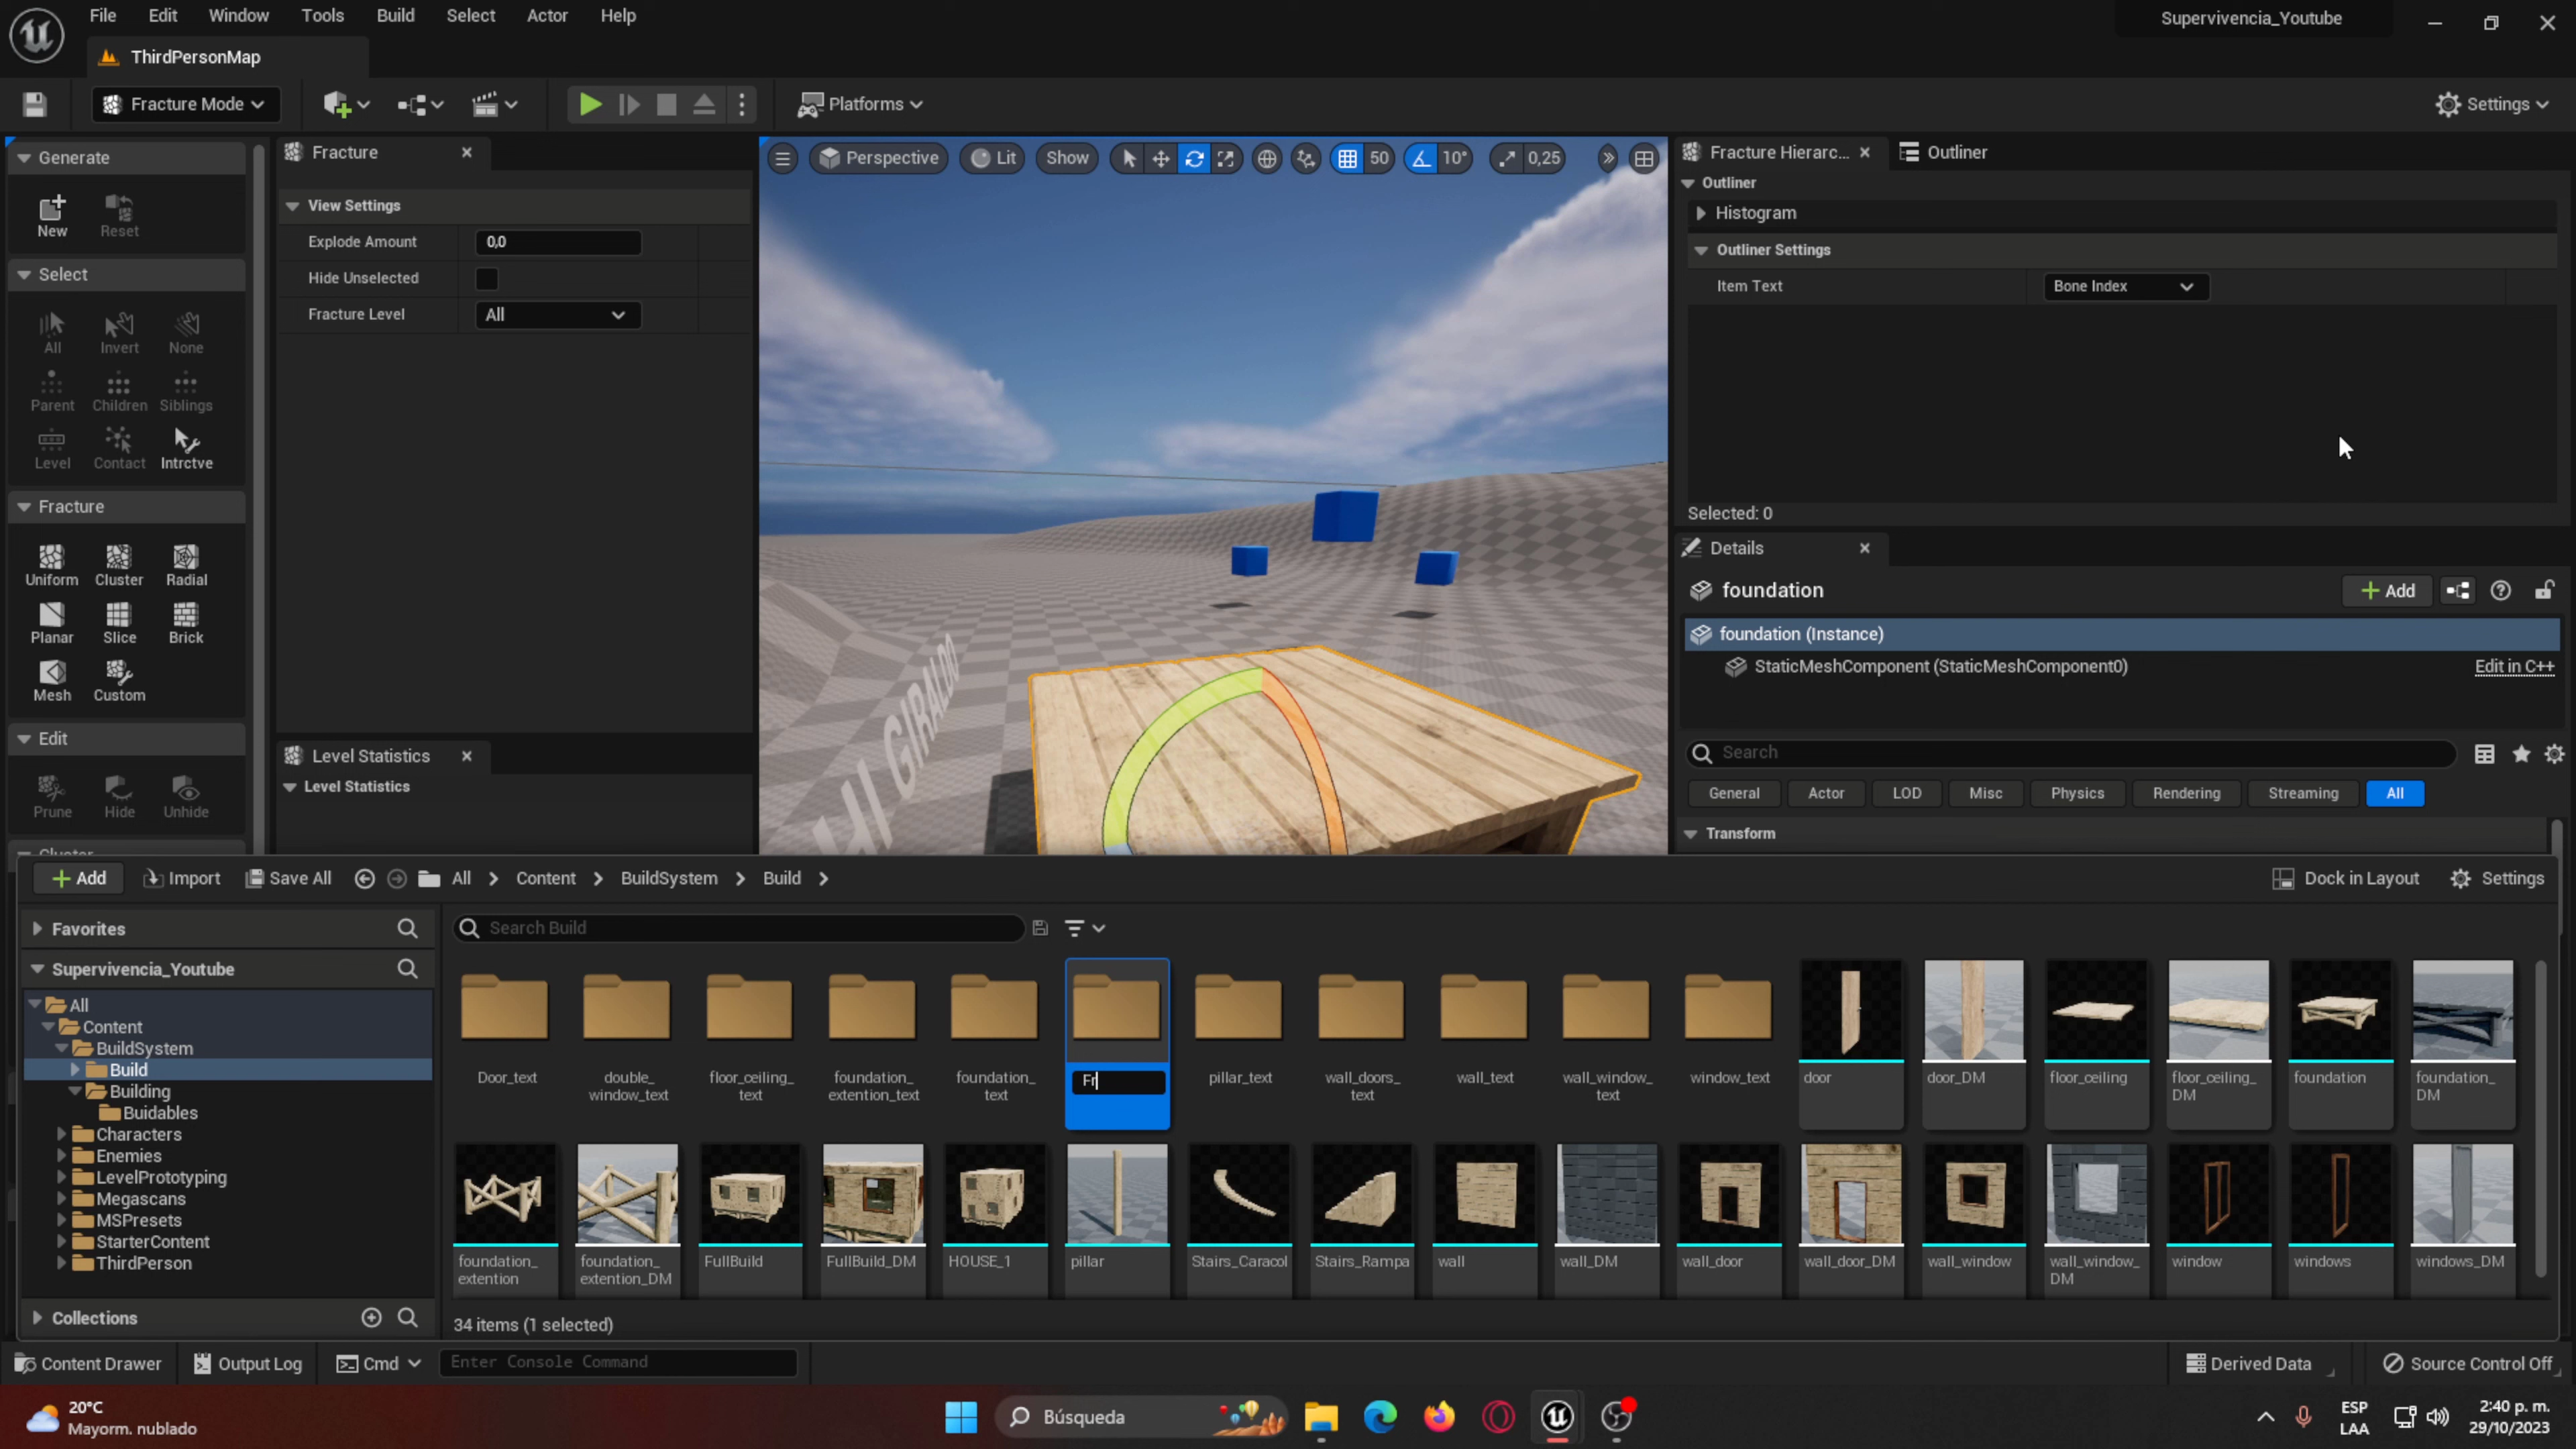 File Edit Window Tools Build Select Actor Help
Supervivencia_Youtube
ThirdPersonMap
Fracture Mode
Platforms
Settings
Generate
New Reset
Select
All Invert None
Parent Children Siblings
Level Contact Intrctve
Fracture
Uniform Cluster Radial
Planar Slice Brick
Mesh Custom
Edit
Prune Hide Unhide
Cluster
Fracture
View Settings
Explode Amount 0,0
Hide Unselected
Fracture Level All
Level Statistics
Level Statistics
Perspective Lit Show 50 10° 0,25
HI GIRALDO
Fracture Hierarc... Outliner
Outliner
Histogram
Outliner Settings
Item Text Bone Index
Selected: 0
Details
foundation
Add
foundation (Instance)
StaticMeshComponent (StaticMeshComponent0) Edit in C++
Search
General Actor LOD Misc Physics Rendering Streaming All
Transform
Add Import Save All All Content BuildSystem Build
Dock in Layout Settings
Favorites
Supervivencia_Youtube
All
Content
BuildSystem
Build
Building
Buidables
Characters
Enemies
LevelPrototyping
Megascans
MSPresets
StarterContent
ThirdPerson
Collections
Search Build
Door_text
double_
window_text
floor_ceiling_
text
foundation_
extention_text
foundation_
text
Fr
pillar_text
wall_doors_
text
wall_text
wall_window_
text
window_text
door
door_DM
floor_ceiling
floor_ceiling_
DM
foundation
foundation_
DM
foundation_
extention
foundation_
extention_DM
FullBuild
FullBuild_DM
HOUSE_1
pillar
Stairs_Caracol
Stairs_Rampa
wall
wall_DM
wall_door
wall_door_DM
wall_window
wall_window_
DM
window
windows
windows_DM
34 items (1 selected)
Content Drawer Output Log Cmd Enter Console Command
Derived Data Source Control Off
20°C
Mayorm. nublado
Búsqueda
ESP
LAA
2:40 p. m.
29/10/2023